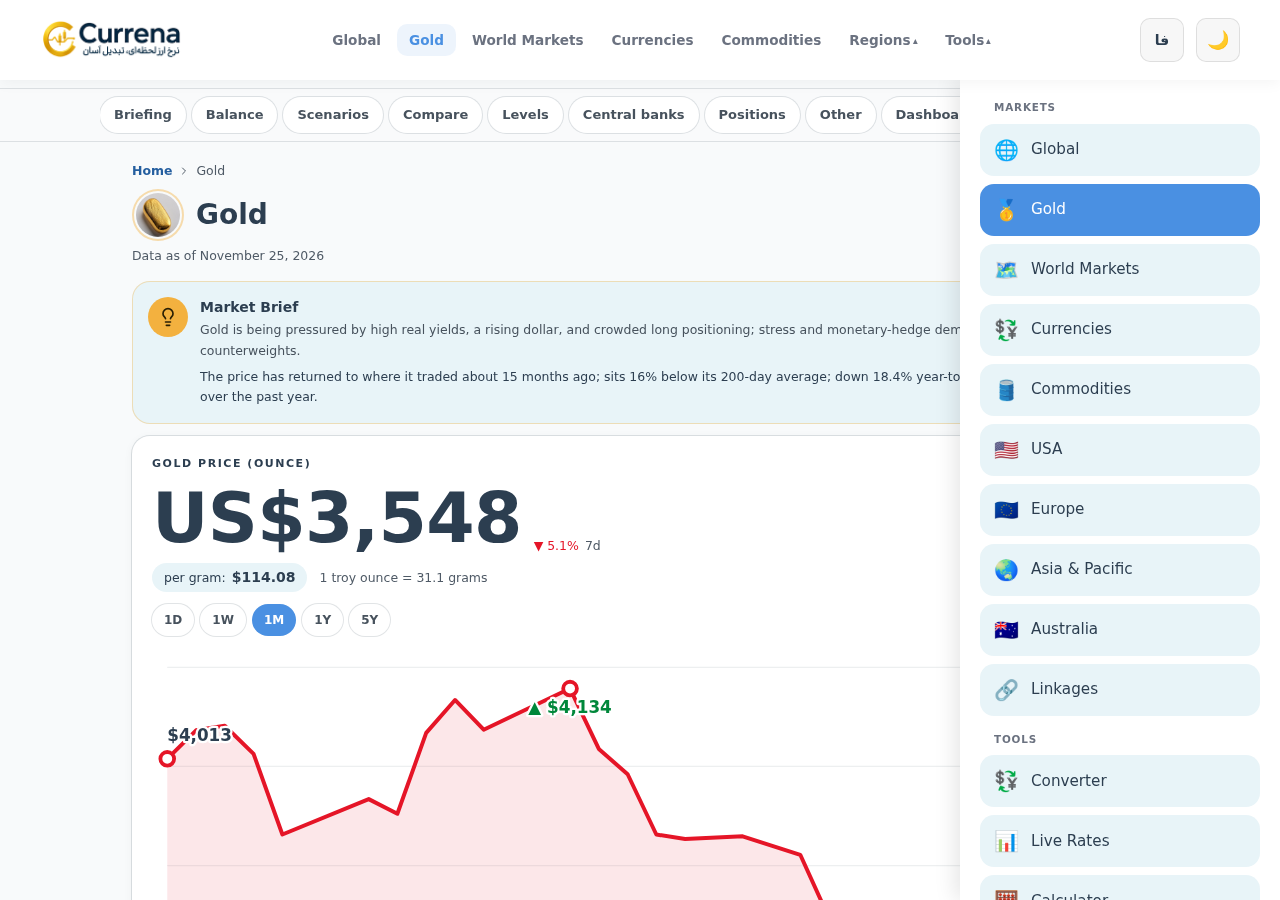 Currena
نرخ ارز لحظه‌ای، تبدیل آسان
Global
Gold
World Markets
Currencies
Commodities
Regions▴
Tools▴
فا
Briefing
Balance
Scenarios
Compare
Levels
Central banks
Positions
Other
Dashboa
Home › Gold
Gold
Data as of November 25, 2026
Market Brief
Gold is being pressured by high real yields, a rising dollar, and crowded long positioning; stress and monetary-hedge dem
counterweights.
The price has returned to where it traded about 15 months ago; sits 16% below its 200-day average; down 18.4% year-to
over the past year.
GOLD PRICE (OUNCE)
US$3,548
▼ 5.1% 7d
per gram: $114.08
1 troy ounce = 31.1 grams
1D
1W
1M
1Y
5Y
$4,013
▲ $4,134
MARKETS
Global
Gold
World Markets
Currencies
Commodities
USA
Europe
Asia & Pacific
Australia
Linkages
TOOLS
Converter
Live Rates
Calculator